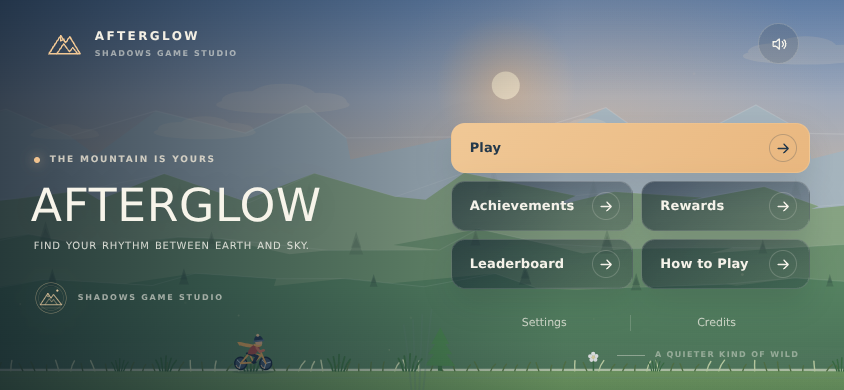 AFTERGLOW
SHADOWS GAME STUDIO
THE MOUNTAIN IS YOURS
AFTERGLOW
FIND YOUR RHYTHM BETWEEN EARTH AND SKY.
SHADOWS GAME STUDIO
Play
Achievements
Rewards
Leaderboard
How to Play
Settings
Credits
A QUIETER KIND OF WILD